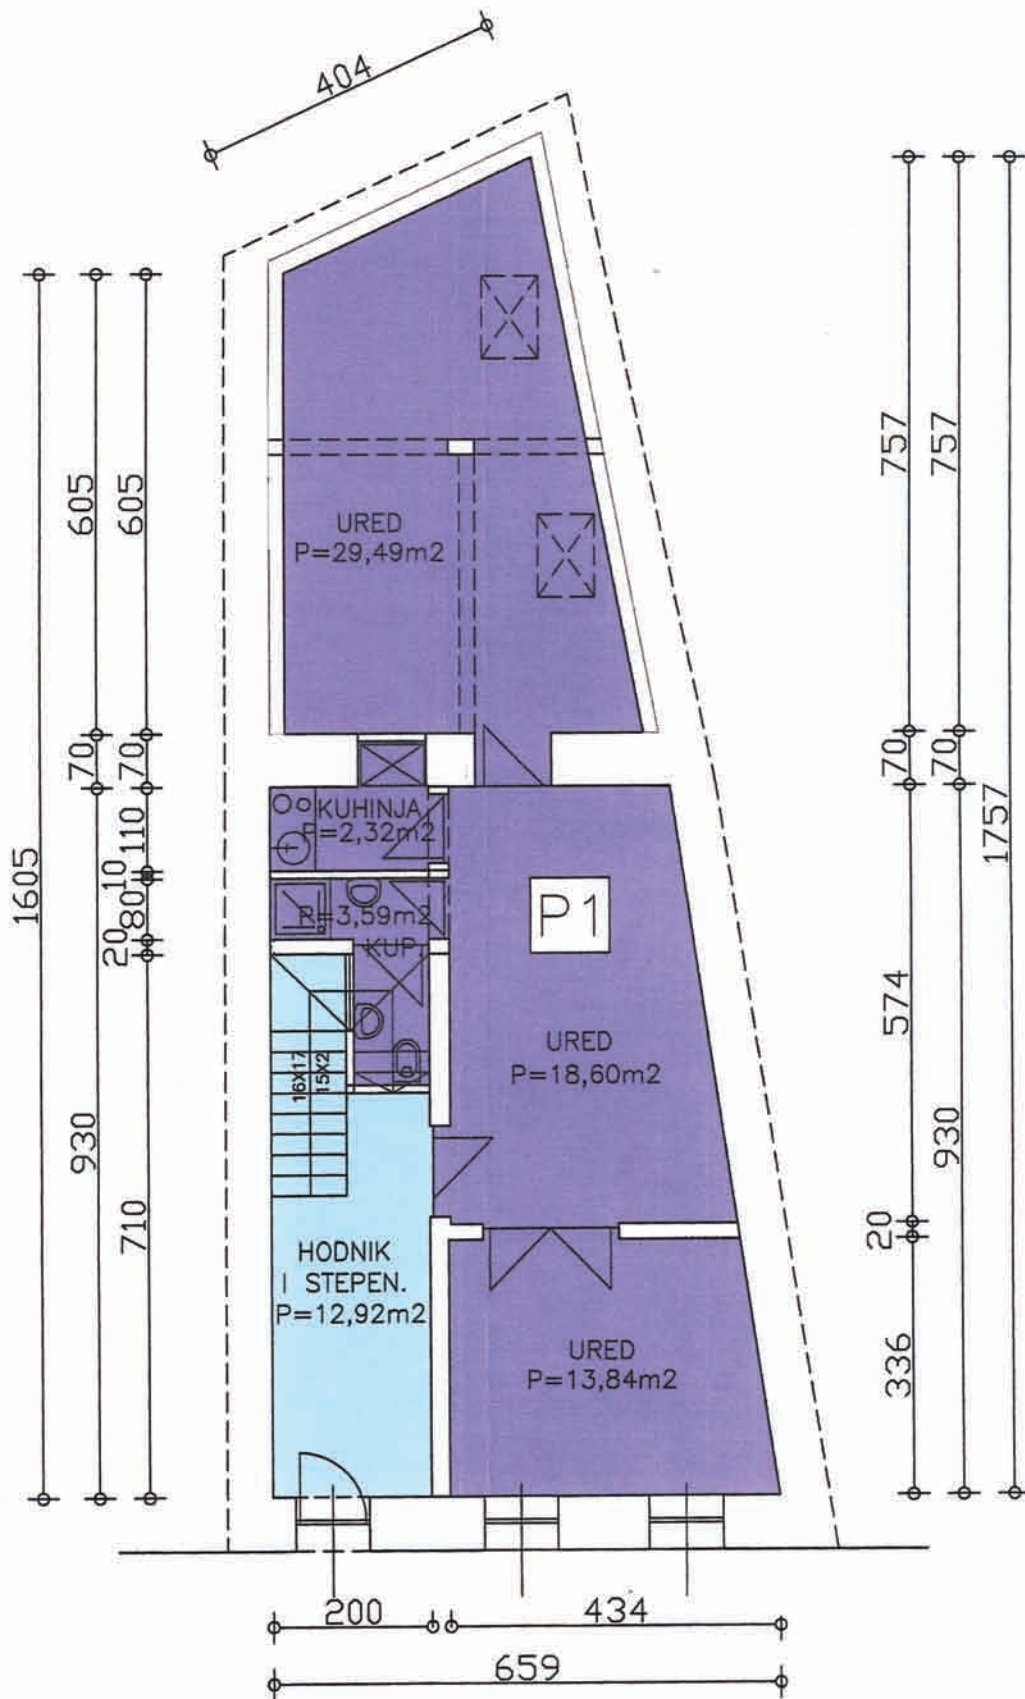 404
605
605
757
757
URED
P=29,49m2
70
70
70
70
1605
1757
110
KUHINJA
P=2,32m2
10
80
P=3,59m2
KUP.
P1
20
574
URED
P=18,60m2
16X17
15X2
930
930
710
20
HODNIK
I STEPEN.
P=12,92m2
URED
P=13,84m2
336
200
434
659